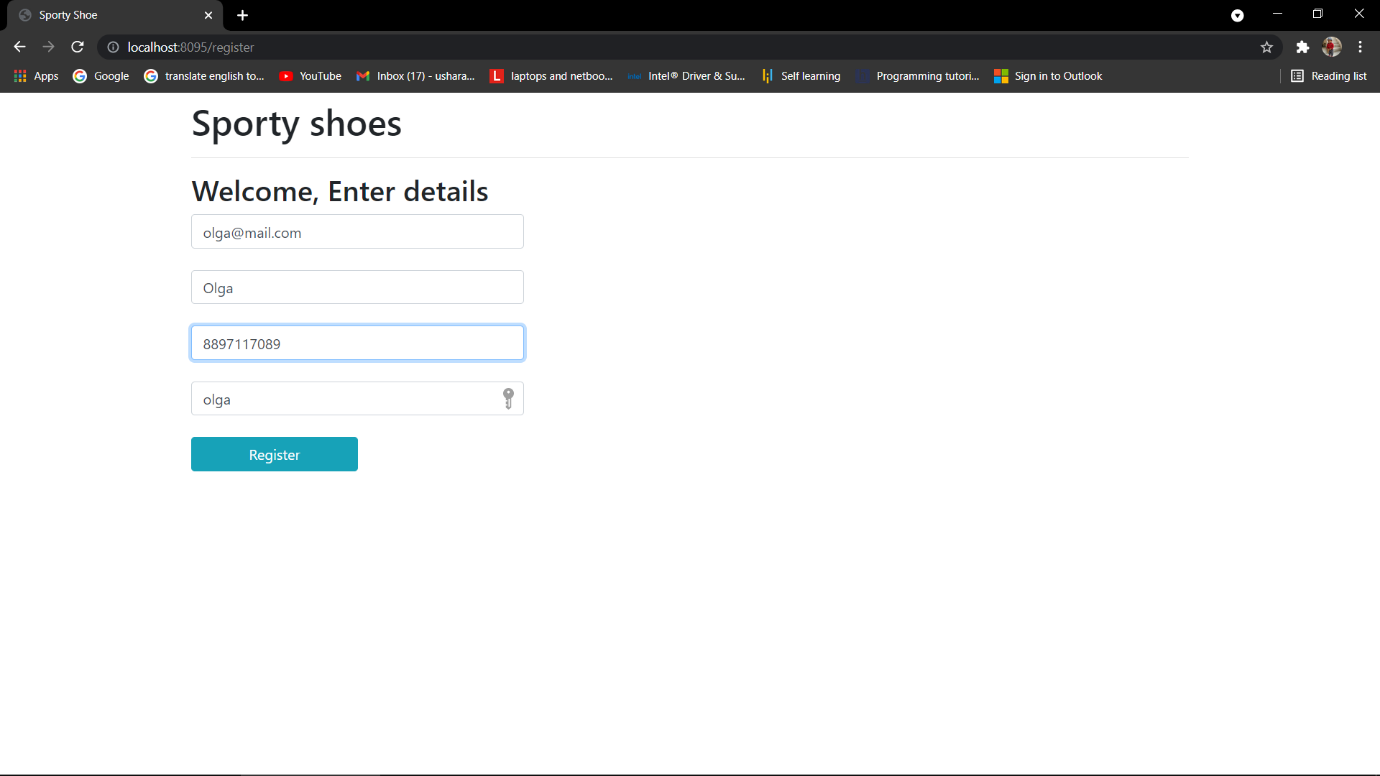 Sporty Shoe
localhost:8095/register
Apps Google translate english to... YouTube Inbox (17) - ushara... L laptops and netboo... intel Intel® Driver & Su... Self learning Programming tutori... Sign in to Outlook Reading list
Sporty shoes
Welcome, Enter details
olga@mail.com
Olga
8897117089
olga
Register